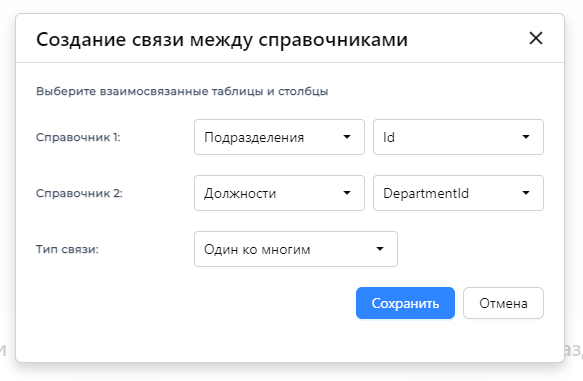 Создание связи между справочниками
Выберите взаимосвязанные таблицы и столбцы
Справочник 1: Подразделения Id
Справочник 2: Должности DepartmentId
Тип связи: Один ко многим
Сохранить Отмена